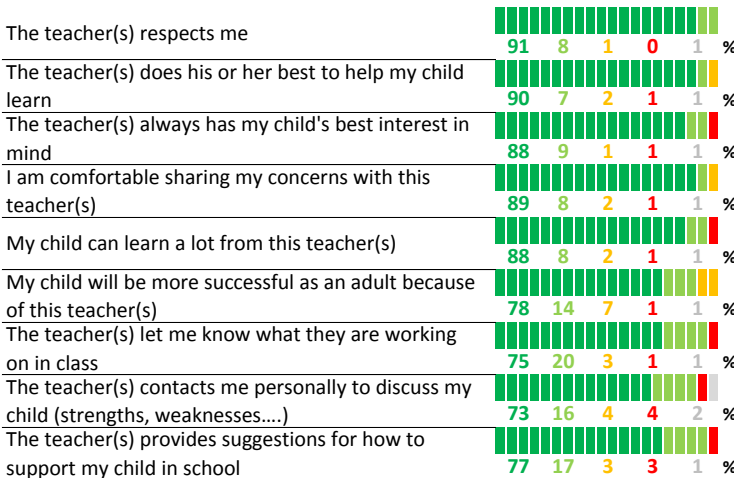 The teacher(s) respects me
91 8 1 0 1 %
The teacher(s) does his or her best to help my child
learn
90 7 2 1 1 %
The teacher(s) always has my child's best interest in
mind
88 9 1 1 1 %
I am comfortable sharing my concerns with this
teacher(s)
89 8 2 1 1 %
My child can learn a lot from this teacher(s)
88 8 2 1 1 %
My child will be more successful as an adult because
of this teacher(s)
78 14 7 1 1 %
The teacher(s) let me know what they are working
on in class
75 20 3 1 1 %
The teacher(s) contacts me personally to discuss my
child (strengths, weaknesses....)
73 16 4 4 2 %
The teacher(s) provides suggestions for how to
support my child in school
77 17 3 3 1 %